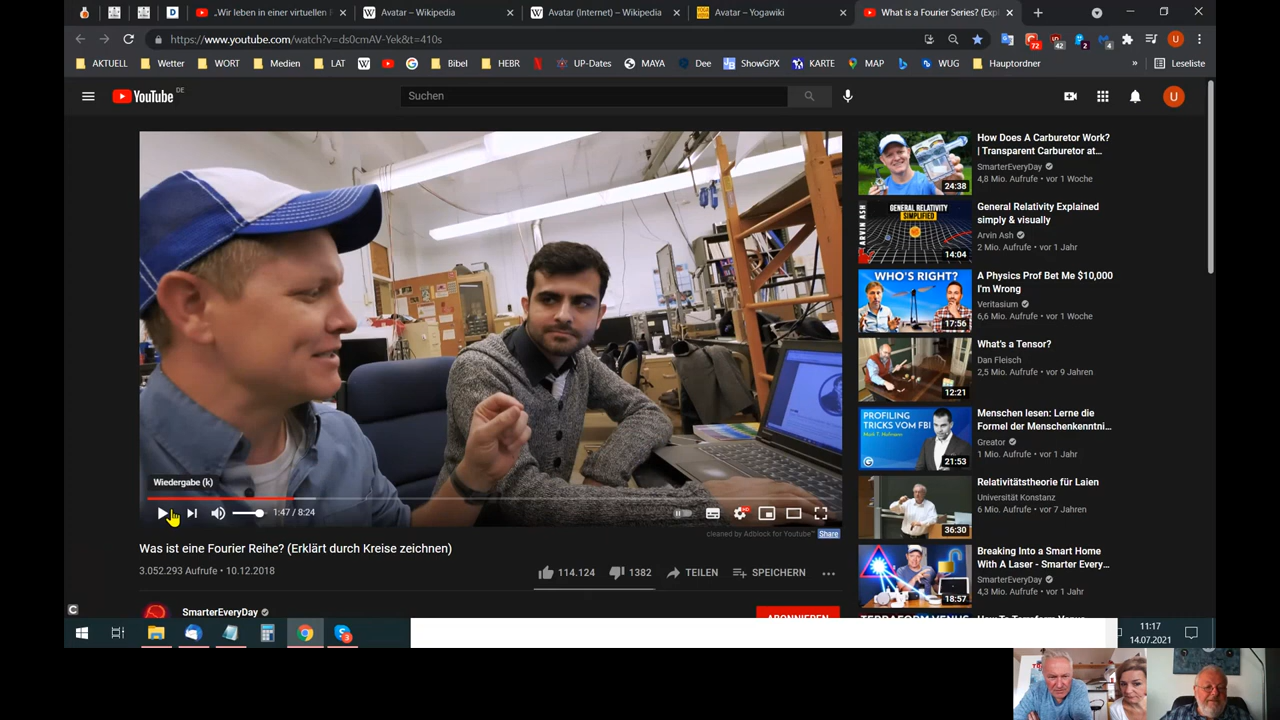 „Wir leben in einer virtuellen R
Avatar – Wikipedia
Avatar (Internet) – Wikipedia
Avatar – Yogawiki
What is a Fourier Series? (Expl
https://www.youtube.com/watch?v=ds0cmAV-Yek&t=410s
72
42
2
4
U
AKTUELL
Wetter
WORT
Medien
LAT
Bibel
HEBR
UP-Dates
MAYA
Dee
ShowGPX
KARTE
MAP
WUG
Hauptordner
»
Leseliste
YouTube DE
Suchen
U
Wiedergabe (k)
1:47 / 8:24
cleaned by Adblock for Youtube™ Share
Was ist eine Fourier Reihe? (Erklärt durch Kreise zeichnen)
3.052.293 Aufrufe • 10.12.2018
114.124
1382
TEILEN
SPEICHERN
SmarterEveryDay
ABONNIEREN
24:38
How Does A Carburetor Work?
| Transparent Carburetor at...
SmarterEveryDay
4,8 Mio. Aufrufe • vor 1 Woche
GENERAL RELATIVITY
SIMPLIFIED
ARVIN ASH
14:04
General Relativity Explained
simply & visually
Arvin Ash
2 Mio. Aufrufe • vor 1 Jahr
WHO'S RIGHT?
17:56
A Physics Prof Bet Me $10,000
I'm Wrong
Veritasium
6,6 Mio. Aufrufe • vor 1 Woche
12:21
What's a Tensor?
Dan Fleisch
2,5 Mio. Aufrufe • vor 9 Jahren
PROFILING
TRICKS VOM FBI
Mark T. Hofmann
21:53
Menschen lesen: Lerne die
Formel der Menschenkenntni...
Greator
1 Mio. Aufrufe • vor 1 Jahr
36:30
Relativitätstheorie für Laien
Universität Konstanz
6 Mio. Aufrufe • vor 7 Jahren
18:57
Breaking Into a Smart Home
With A Laser - Smarter Every...
SmarterEveryDay
4,3 Mio. Aufrufe • vor 1 Jahr
11:17
14.07.2021